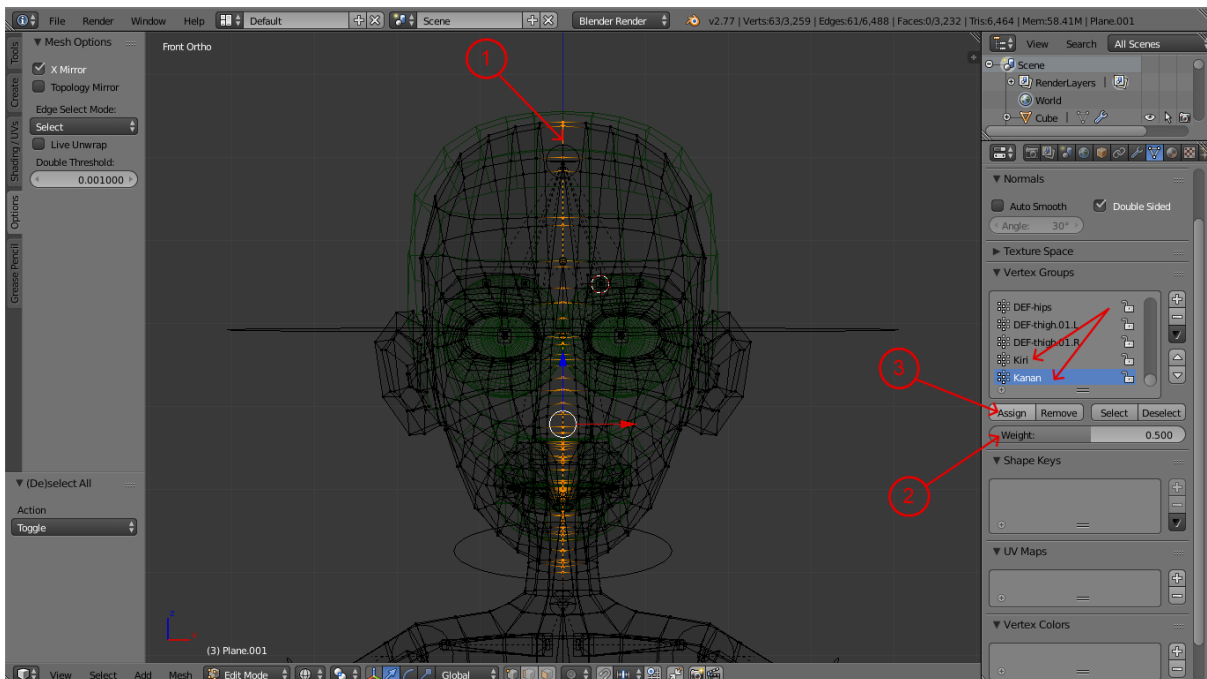 File Render Window Help Default Scene Blender Render v2.77 | Verts:63/3,259 | Edges:61/6,488 | Faces:0/3,232 | Tris:6,464 | Mem:58.41M | Plane.001
Tools
Create
Shading / UVs
Options
Grease Pencil
Mesh Options
X Mirror
Topology Mirror
Edge Select Mode:
Select
Live Unwrap
Double Threshold:
0.001000
(De)select All
Action
Toggle
Front Ortho
1
3
2
z
(3) Plane.001
View Select Add Mesh Edit Mode Global
View Search All Scenes
Scene
RenderLayers
World
Cube
Normals
Auto Smooth Double Sided
Angle: 30°
Texture Space
Vertex Groups
DEF-hips
DEF-thigh.01.L
DEF-thigh.01.R
Kiri
Kanan
Assign Remove Select Deselect
Weight: 0.500
Shape Keys
UV Maps
Vertex Colors